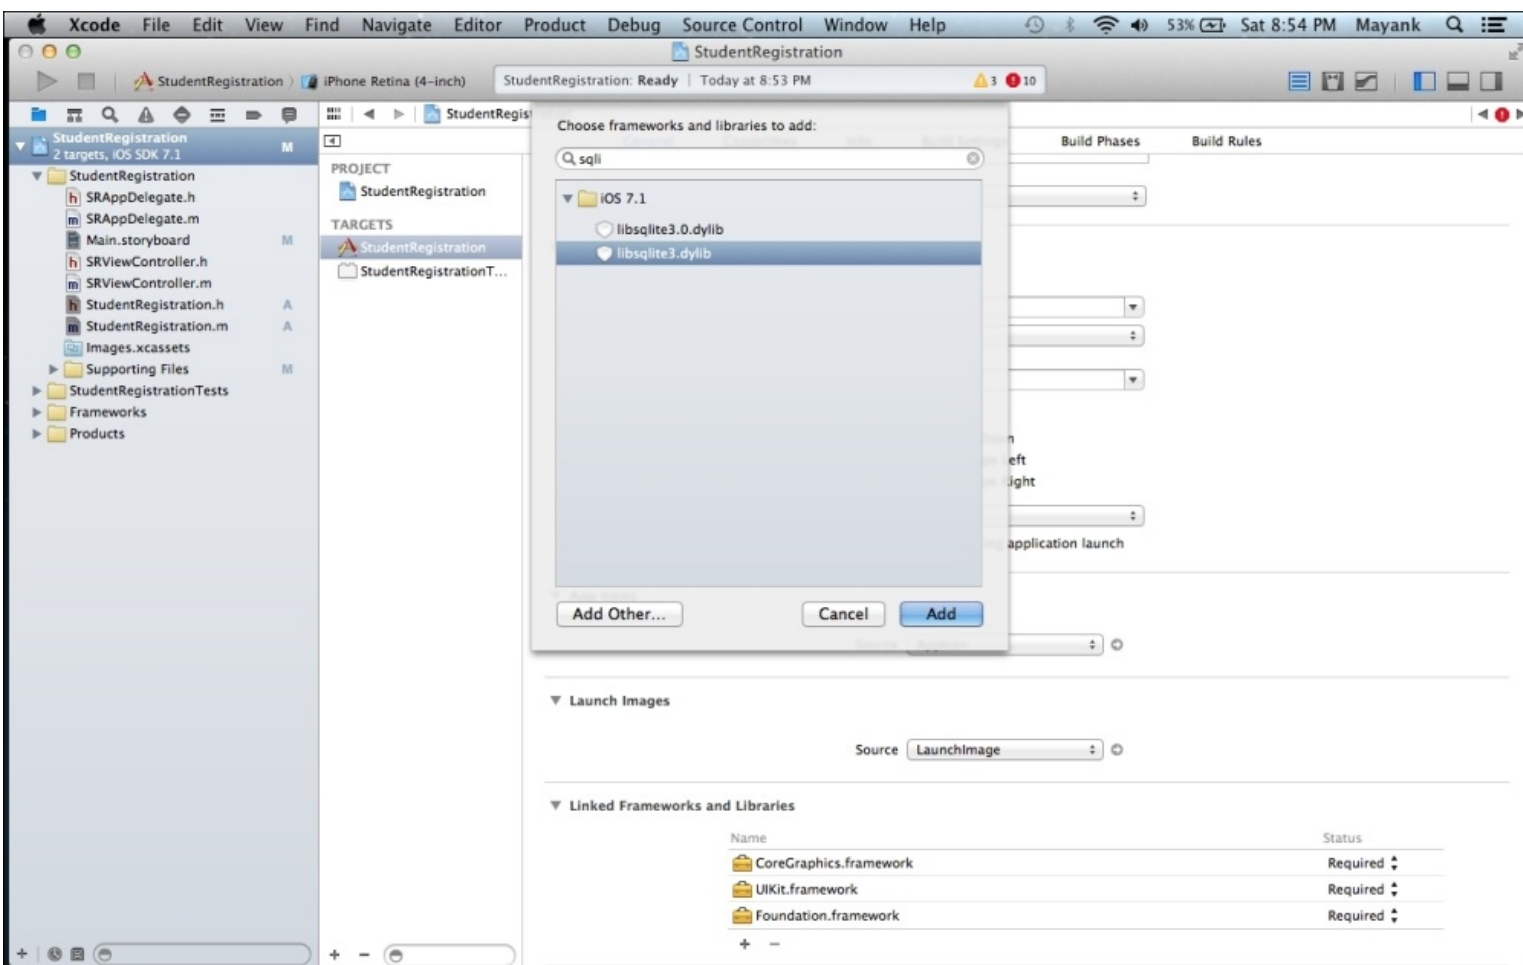 Xcode File Edit View Find Navigate Editor Product Debug Source Control Window Help 53% Sat 8:54 PM Mayank
StudentRegistration
StudentRegistration iPhone Retina (4-inch) StudentRegistration: Ready Today at 8:53 PM 3 10
StudentRegis
StudentRegistration
2 targets, iOS SDK 7.1 M
StudentRegistration
h SRAppDelegate.h
m SRAppDelegate.m
Main.storyboard M
h SRViewController.h
m SRViewController.m
h StudentRegistration.h A
m StudentRegistration.m A
Images.xcassets
Supporting Files M
StudentRegistrationTests
Frameworks
Products
PROJECT
StudentRegistration
TARGETS
StudentRegistration
StudentRegistrationT...
Choose frameworks and libraries to add:
sqli
iOS 7.1
libsqlite3.0.dylib
libsqlite3.dylib
Add Other... Cancel Add
Build Phases Build Rules
eft
ight
application launch
Source
Launch Images
Source LaunchImage
Linked Frameworks and Libraries
Name Status
CoreGraphics.framework Required
UIKit.framework Required
Foundation.framework Required